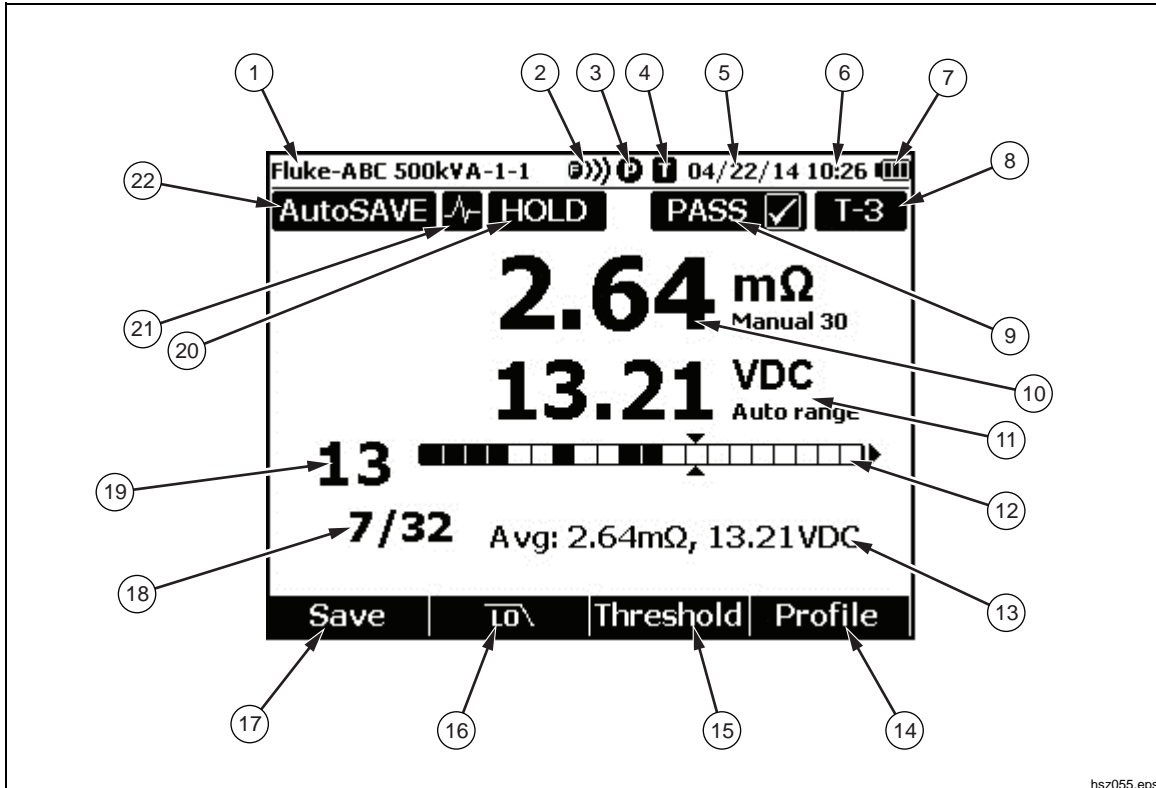 1 2 3 4 5 6 7
Fluke-ABC 500kVA-1-1 P T 04/22/14 10:26
8
22 AutoSAVE HOLD PASS T-3
2.64 mΩ
Manual 30
21
20
9
13.21 VDC
Auto range
10
11
13
19
12
7/32 Avg: 2.64mΩ, 13.21VDC
18
13
Save LO Threshold Profile
17 16 15 14
hsz055.eps